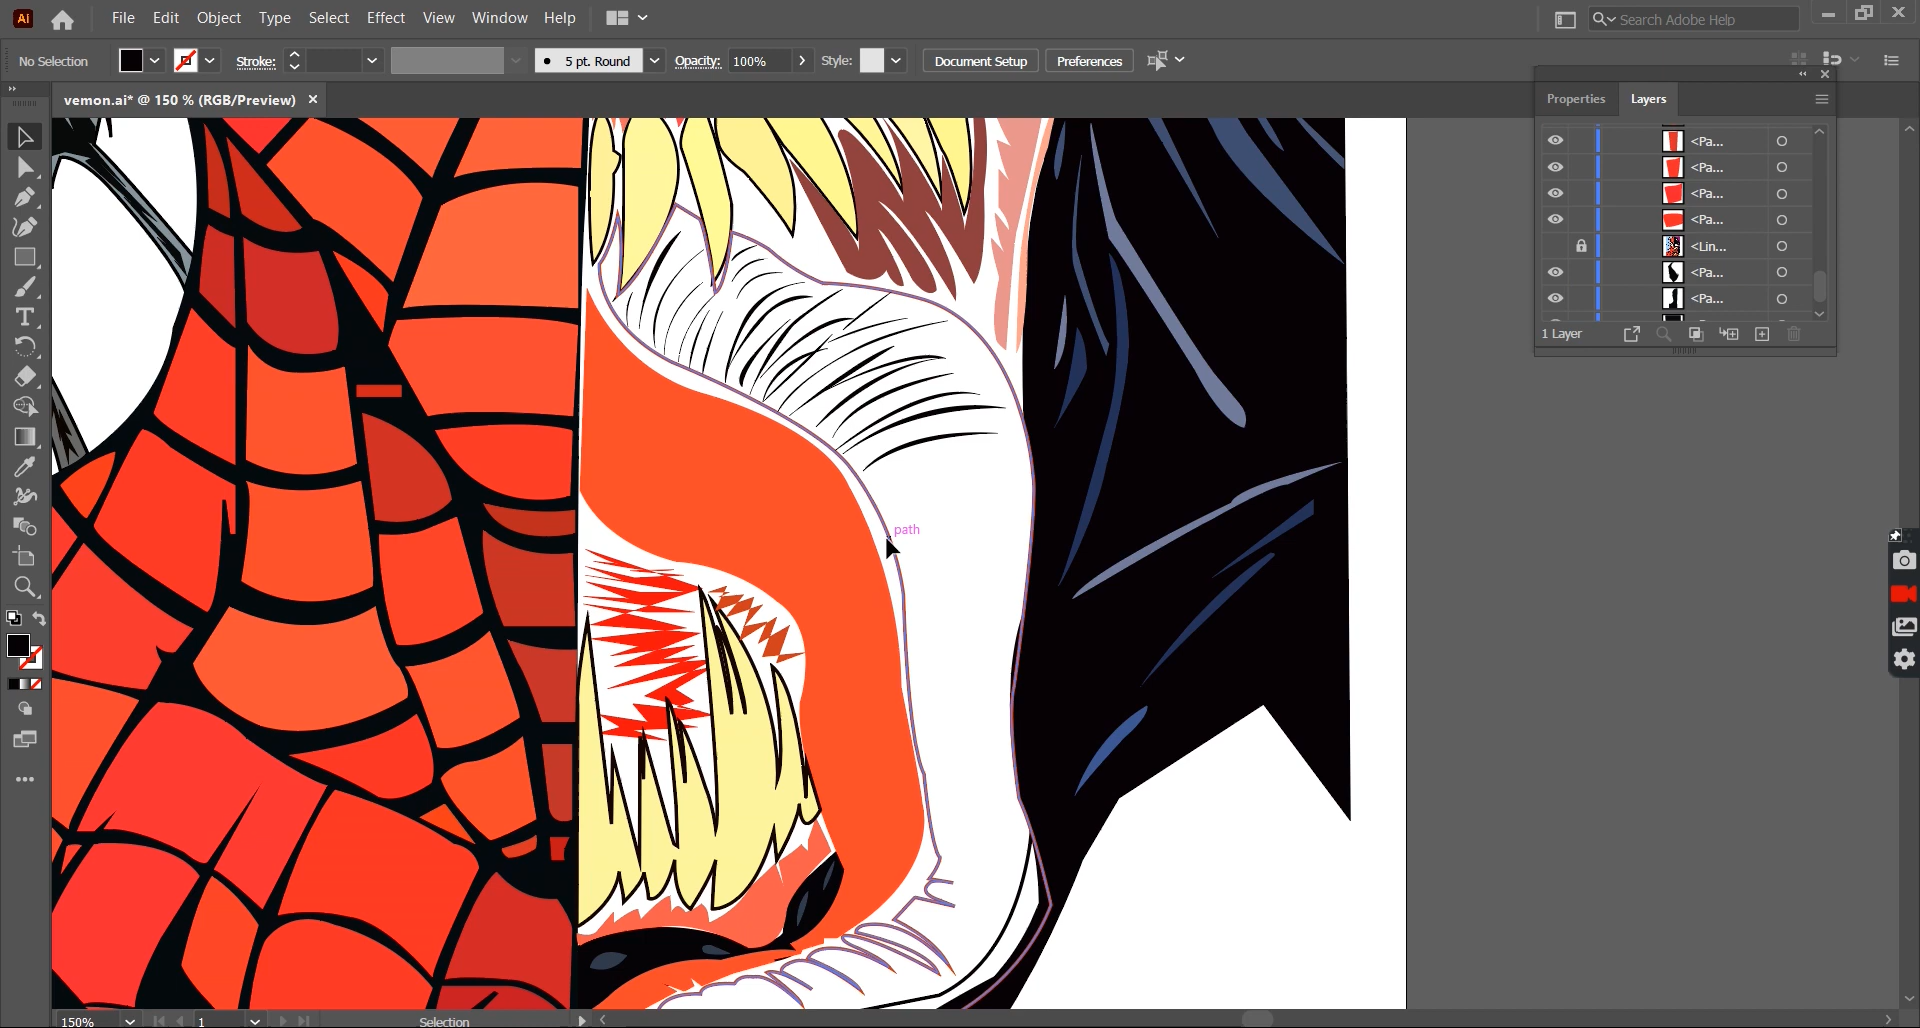 Ai File Edit Object Type Select Effect View Window Help Search Adobe Help
No Selection Stroke: 5 pt. Round Opacity: 100% Style: Document Setup Preferences
vemon.ai* @ 150 % (RGB/Preview)
Properties Layers
<Pa...
<Pa...
<Pa...
<Pa...
<Lin...
<Pa...
<Pa...
1 Layer
path
150% 1 Selection